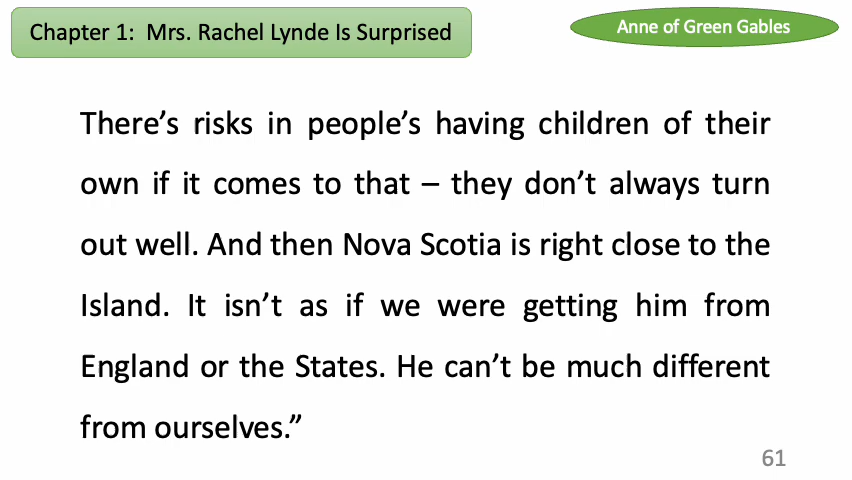 Chapter 1:  Mrs. Rachel Lynde Is Surprised
Anne of Green Gables
There’s risks in people’s having children of their
own if it comes to that – they don’t always turn
out well. And then Nova Scotia is right close to the
Island. It isn’t as if we were getting him from
England or the States. He can’t be much different
from ourselves.”
61